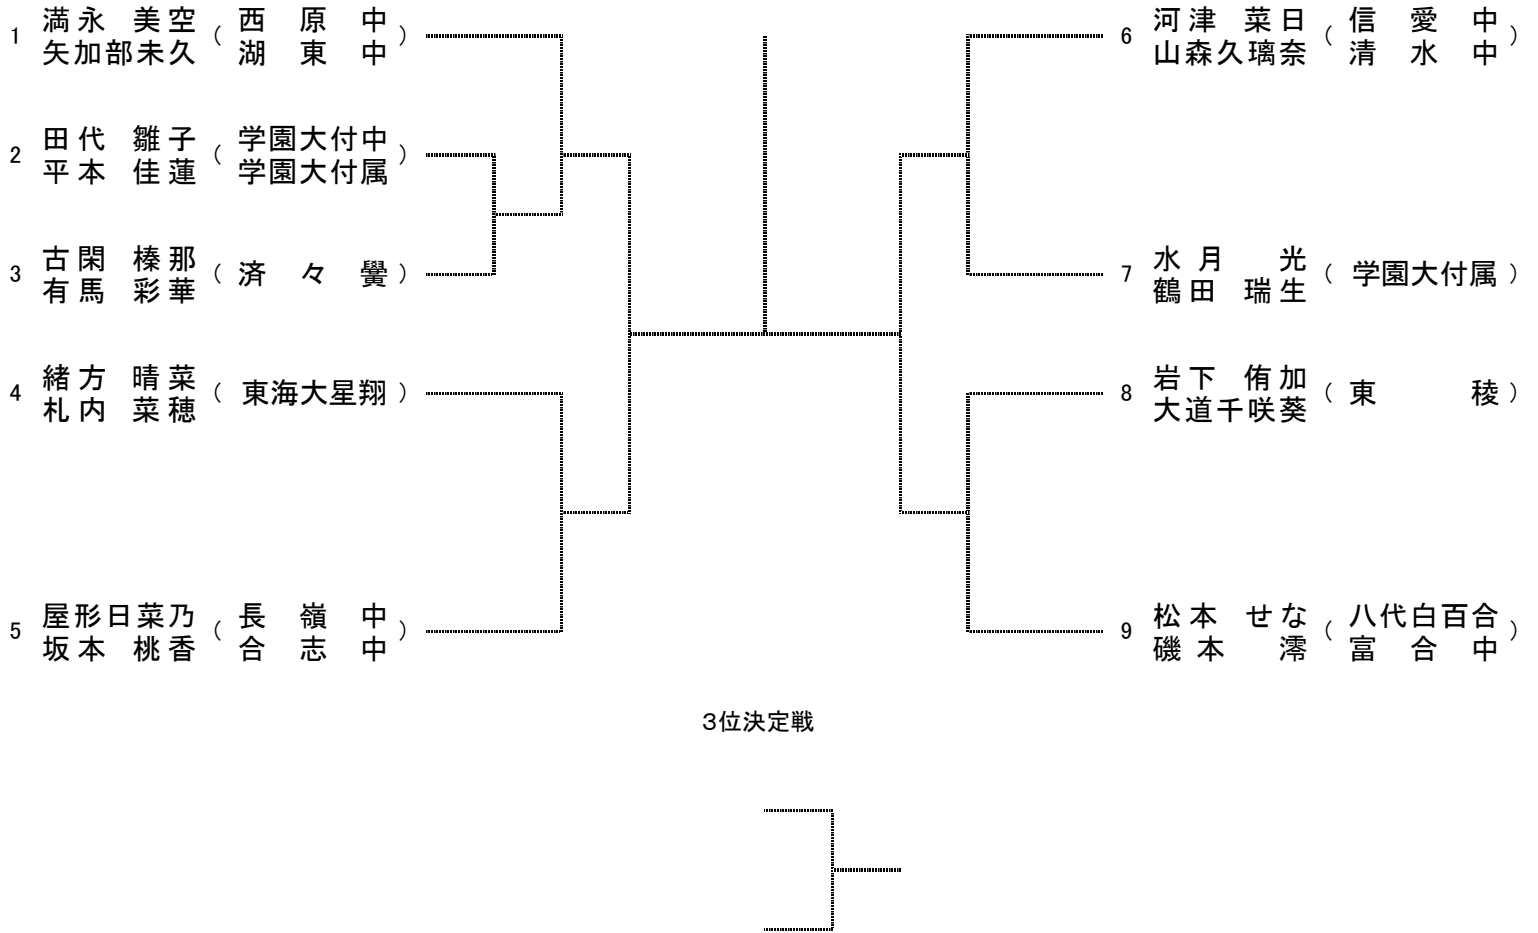 1 満永 美空 ( 西原中 )
矢加部未久 湖東中
2 田代 雛子 ( 学園大付中 )
平本 佳蓮 学園大付属
3 古閑 榛那 ( 済々黌 )
有馬 彩華
4 緒方 晴菜 ( 東海大星翔 )
札内 菜穂
5 屋形日菜乃 ( 長嶺中 )
坂本 桃香 合志中
6 河津 菜日 ( 信愛中 )
山森久璃奈 清水中
7 水月 光 ( 学園大付属 )
鶴田 瑞生
8 岩下 侑加 ( 東稜 )
大道千咲葵
9 松本 せな ( 八代白百合 )
磯本 澪 富合中
3位決定戦